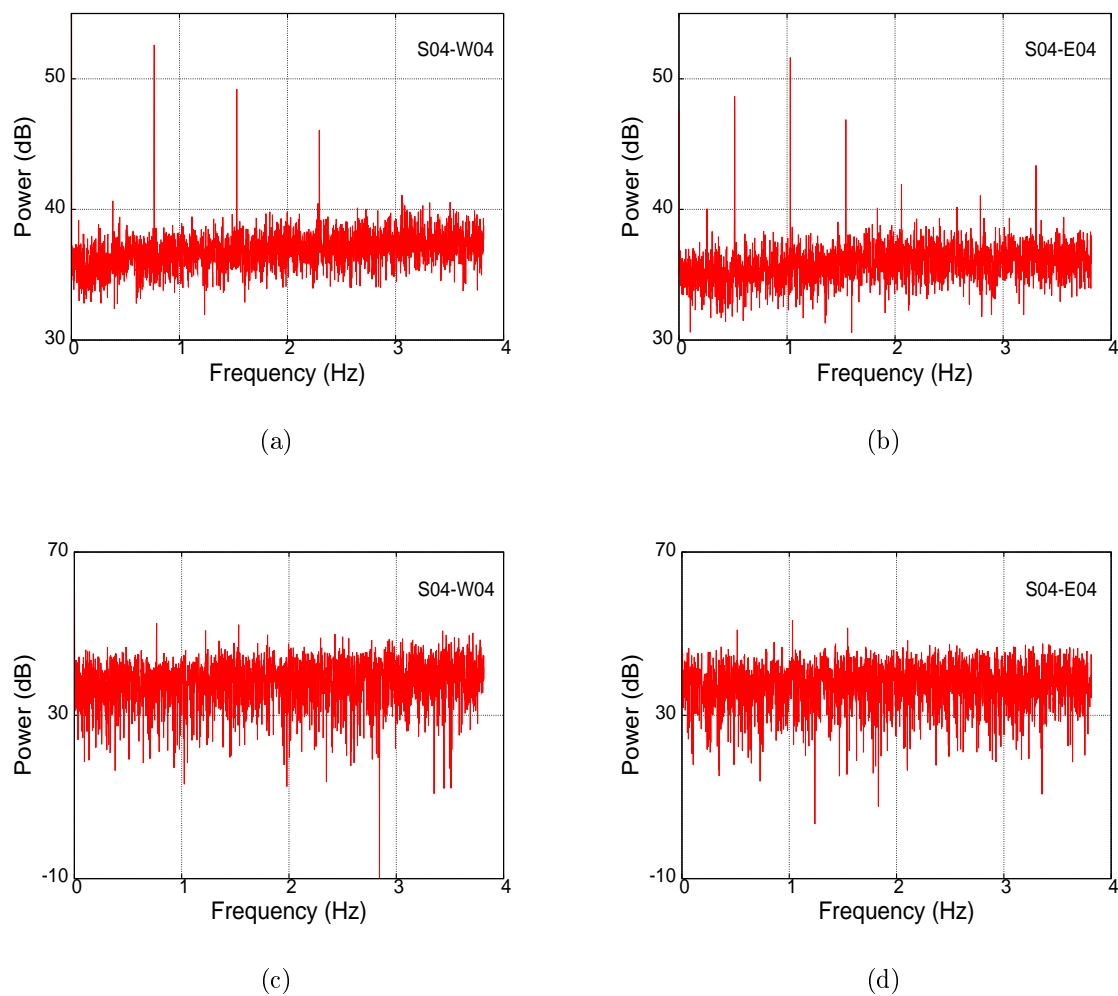 S04-W04
50
40
30
Power (dB)
0 1 2 3 4
Frequency (Hz)
(a)
S04-E04
50
40
30
Power (dB)
0 1 2 3 4
Frequency (Hz)
(b)
70
S04-W04
30
-10
Power (dB)
0 1 2 3 4
Frequency (Hz)
(c)
70
S04-E04
30
-10
Power (dB)
0 1 2 3 4
Frequency (Hz)
(d)